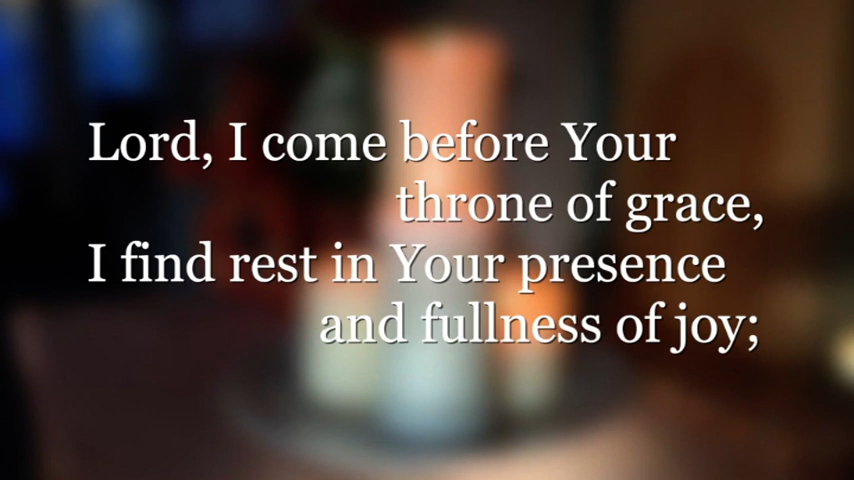 Lord, I come before Your
throne of grace,
I find rest in Your presence
and fullness of joy;